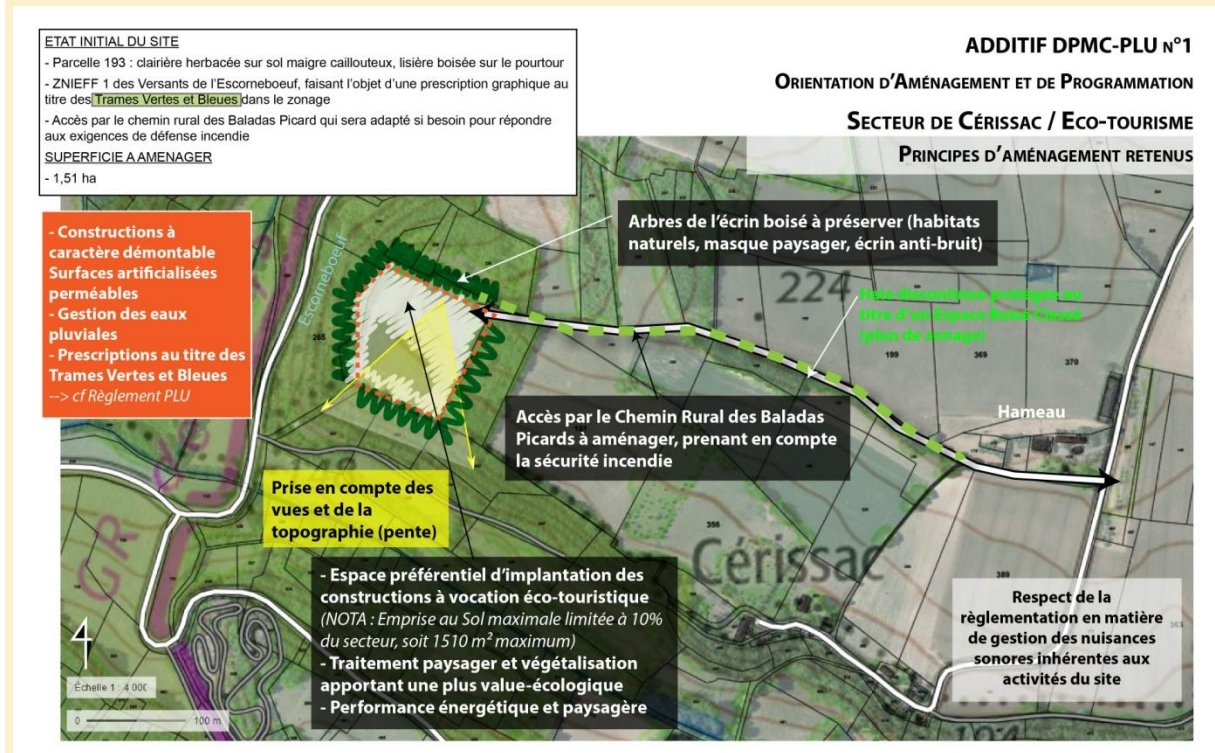 ETAT INITIAL DU SITE
- Parcelle 193 : clairière herbacée sur sol maigre caillouteux, lisière boisée sur le pourtour
- ZNIEFF 1 des Versants de l'Escorneboeuf, faisant l'objet d'une prescription graphique au
titre des Trames Vertes et Bleues dans le zonage
- Accès par le chemin rural des Baladas Picard qui sera adapté si besoin pour répondre
aux exigences de défense incendie
SUPERFICIE A AMENAGER
- 1,51 ha
ADDITIF DPMC-PLU N°1
ORIENTATION D'AMÉNAGEMENT ET DE PROGRAMMATION
SECTEUR DE CÉRISSAC / ECO-TOURISME
PRINCIPES D'AMÉNAGEMENT RETENUS
- Constructions à
caractère démontable
Surfaces artificialisées
perméables
- Gestion des eaux
pluviales
- Prescriptions au titre des
Trames Vertes et Bleues
--> cf Règlement PLU
Escorneboeuf
265
Arbres de l'écrin boisé à préserver (habitats
naturels, masque paysager, écrin anti-bruit)
224
Haie discontinue protégée au
titre d'un Espace Boisé Classé
(plan de zonage)
199
369
370
Hameau
Accès par le Chemin Rural des Baladas
Picards à aménager, prenant en compte
la sécurité incendie
Prise en compte des
vues et de la
topographie (pente)
356
Cérissac
389
- Espace préférentiel d'implantation des
constructions à vocation éco-touristique
(NOTA : Emprise au Sol maximale limitée à 10%
du secteur, soit 1510 m² maximum)
- Traitement paysager et végétalisation
apportant une plus value-écologique
- Performance énergétique et paysagère
Respect de la
règlementation en matière
de gestion des nuisances
sonores inhérentes aux
activités du site
GR
4
Échelle 1 : 4 000
0 100 m